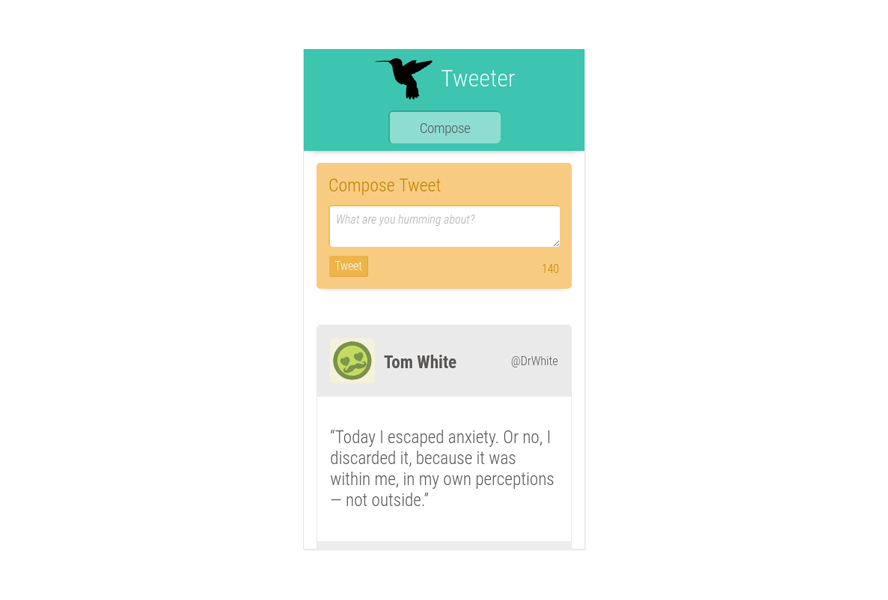 Tweeter
Compose
Compose Tweet
What are you humming about?
Tweet
140
Tom White
@DrWhite
“Today I escaped anxiety. Or no, I
discarded it, because it was
within me, in my own perceptions
— not outside.”